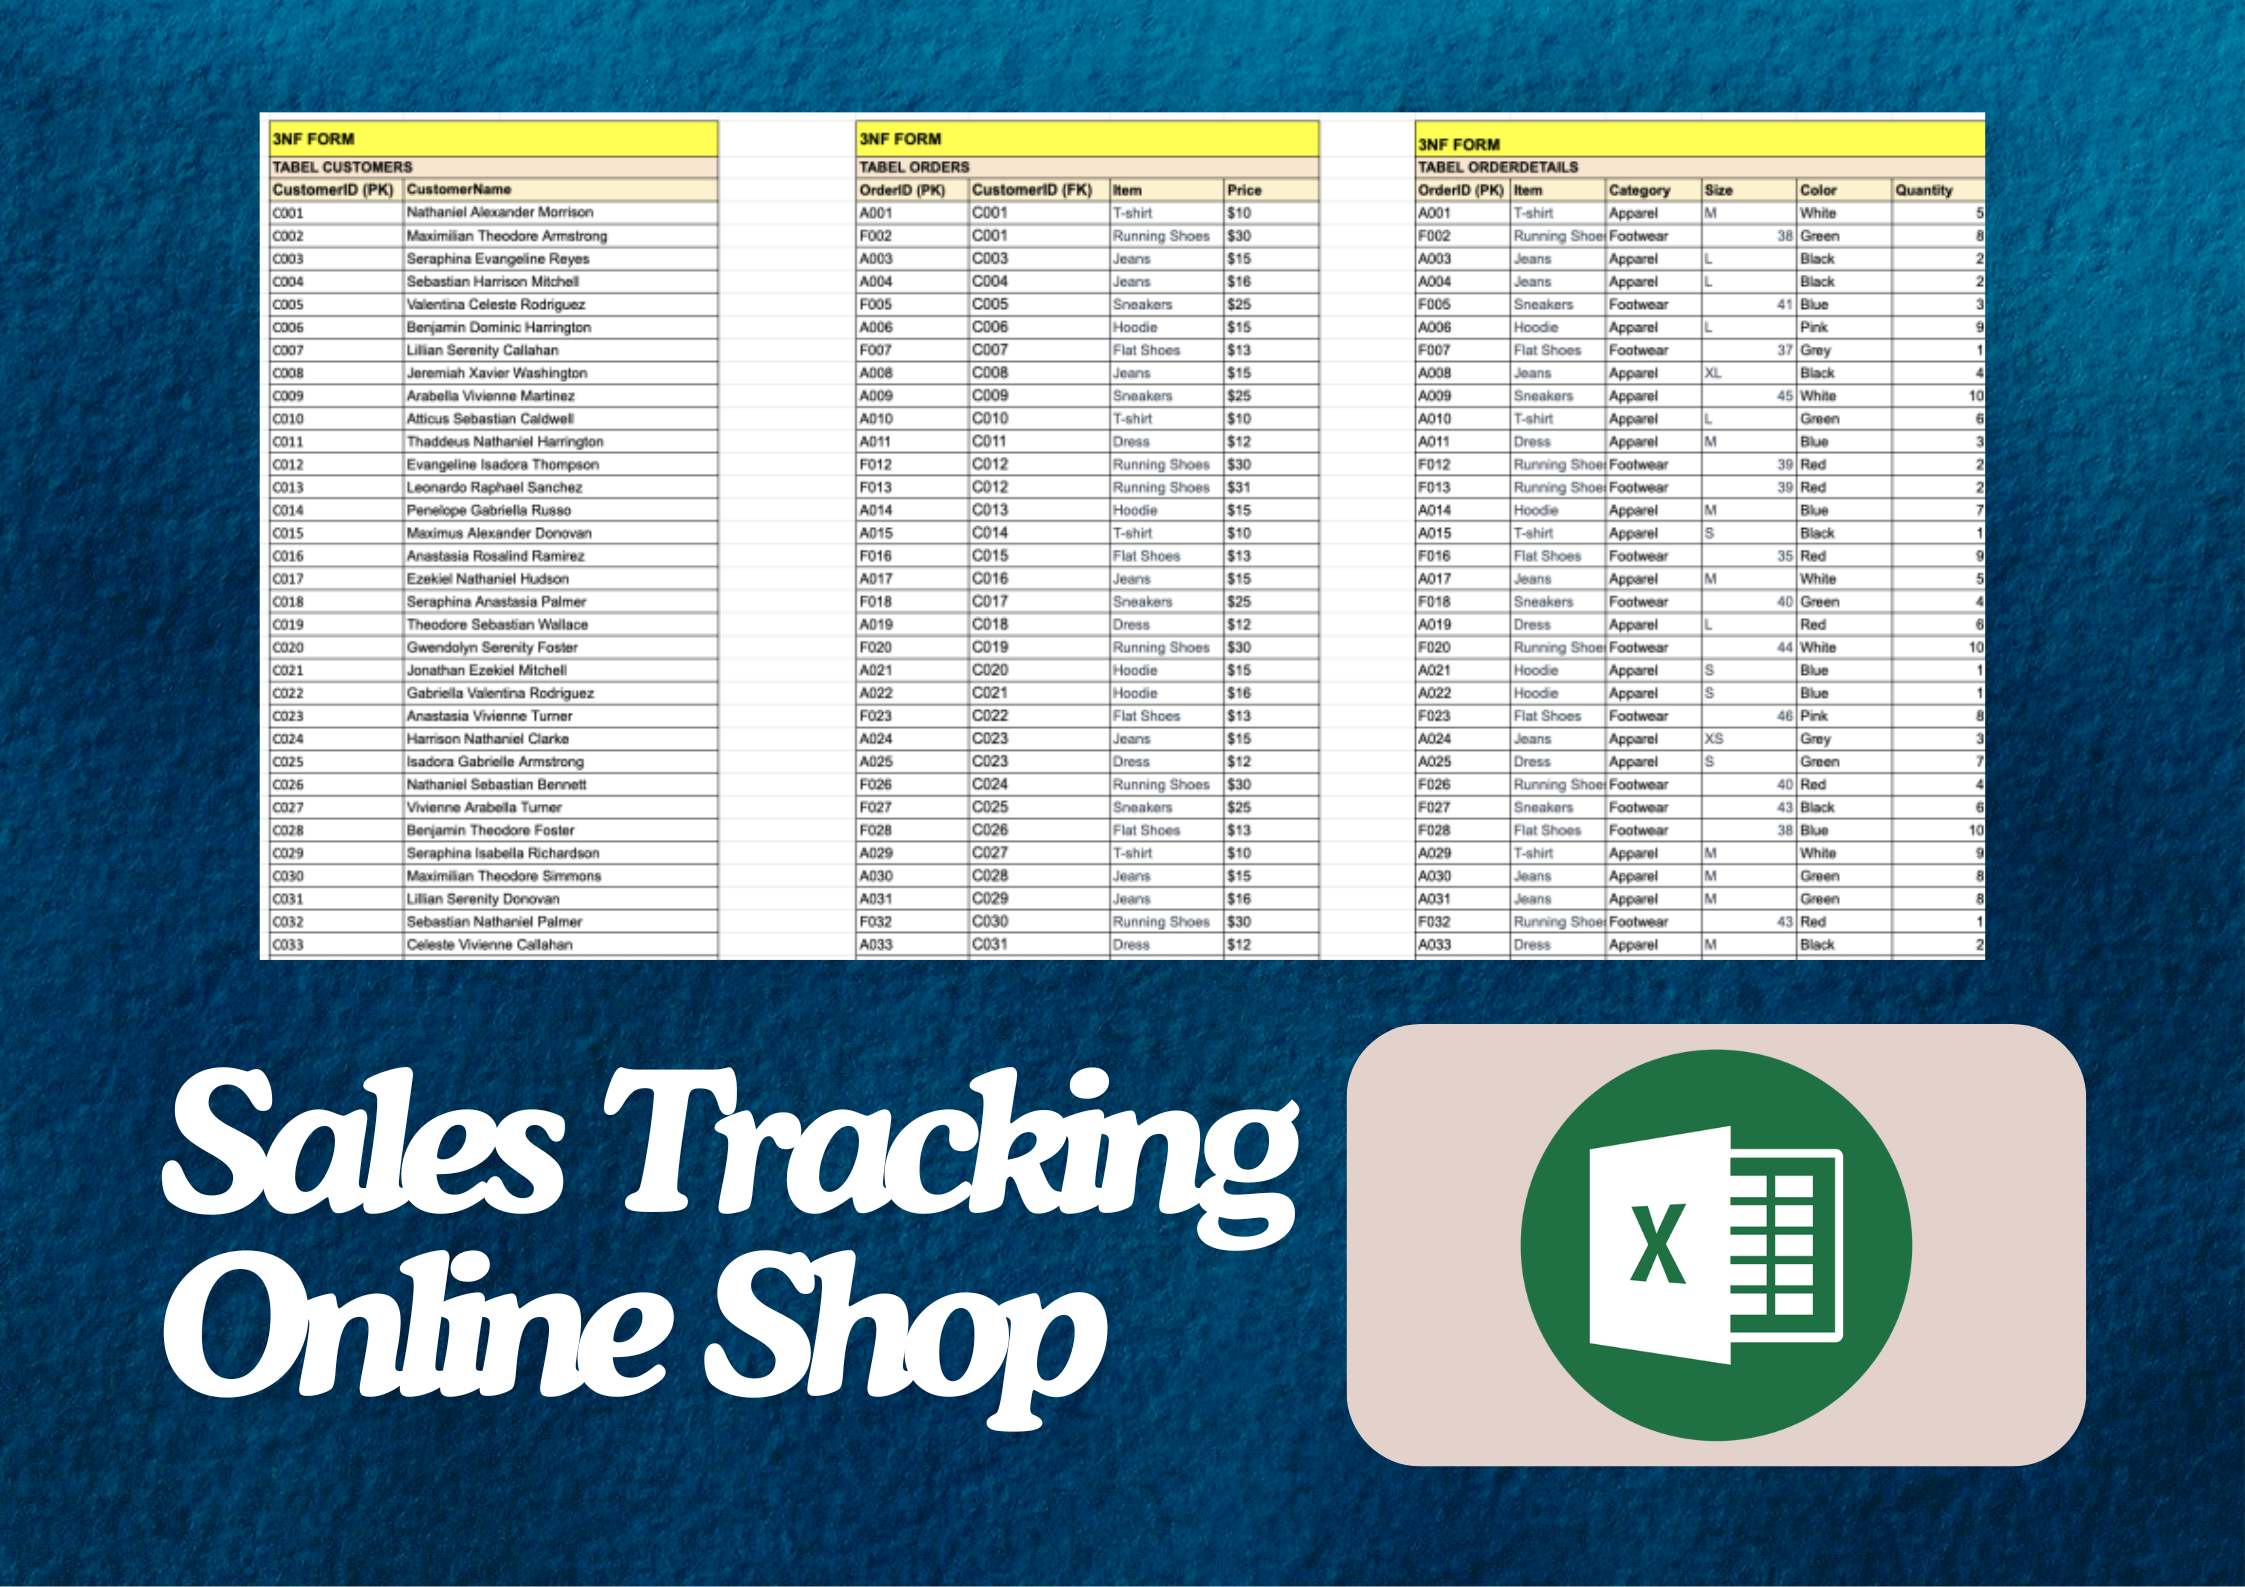 3NF FORM 3NF FORM 3NF FORM
TABEL CUSTOMERS TABEL ORDERS TABEL ORDERDETAILS
CustomerID (PK) CustomerName OrderID (PK) CustomerID (FK) Item Price OrderID (PK) Item Category Size Color Quantity
C001 Nathaniel Alexander Morrison A001 C001 T-shirt $10 A001 T-shirt Apparel M White 5
C002 Maximilian Theodore Armstrong F002 C001 Running Shoes $30 F002 Running Shoe Footwear 38 Green 8
C003 Seraphina Evangeline Reyes A003 C003 Jeans $15 A003 Jeans Apparel L Black 2
C004 Sebastian Harrison Mitchell A004 C004 Jeans $16 A004 Jeans Apparel L Black 2
C005 Valentina Celeste Rodriguez F005 C005 Sneakers $25 F005 Sneakers Footwear 41 Blue 3
C006 Benjamin Dominic Harrington A006 C006 Hoodie $15 A006 Hoodie Apparel L Pink 9
C007 Lillian Serenity Callahan F007 C007 Flat Shoes $13 F007 Flat Shoes Footwear 37 Grey 1
C008 Jeremiah Xavier Washington A008 C008 Jeans $15 A008 Jeans Apparel XL Black 4
C009 Arabella Vivienne Martinez A009 C009 Sneakers $25 A009 Sneakers Apparel 45 White 10
C010 Atticus Sebastian Caldwell A010 C010 T-shirt $10 A010 T-shirt Apparel L Green 6
C011 Thaddeus Nathaniel Harrington A011 C011 Dress $12 A011 Dress Apparel M Blue 3
C012 Evangeline Isadora Thompson F012 C012 Running Shoes $30 F012 Running Shoe Footwear 39 Red 2
C013 Leonardo Raphael Sanchez F013 C012 Running Shoes $31 F013 Running Shoe Footwear 39 Red 2
C014 Penelope Gabriella Russo A014 C013 Hoodie $15 A014 Hoodie Apparel M Blue 7
C015 Maximus Alexander Donovan A015 C014 T-shirt $10 A015 T-shirt Apparel S Black 1
C016 Anastasia Rosalind Ramirez F016 C015 Flat Shoes $13 F016 Flat Shoes Footwear 35 Red 9
C017 Ezekiel Nathaniel Hudson A017 C016 Jeans $15 A017 Jeans Apparel M White 5
C018 Seraphina Anastasia Palmer F018 C017 Sneakers $25 F018 Sneakers Footwear 40 Green 4
C019 Theodore Sebastian Wallace A019 C018 Dress $12 A019 Dress Apparel L Red 6
C020 Gwendolyn Serenity Foster F020 C019 Running Shoes $30 F020 Running Shoe Footwear 44 White 10
C021 Jonathan Ezekiel Mitchell A021 C020 Hoodie $15 A021 Hoodie Apparel S Blue 1
C022 Gabriella Valentina Rodriguez A022 C021 Hoodie $16 A022 Hoodie Apparel S Blue 1
C023 Anastasia Vivienne Turner F023 C022 Flat Shoes $13 F023 Flat Shoes Footwear 46 Pink 8
C024 Harrison Nathaniel Clarke A024 C023 Jeans $15 A024 Jeans Apparel XS Grey 3
C025 Isadora Gabrielle Armstrong A025 C023 Dress $12 A025 Dress Apparel S Green 7
C026 Nathaniel Sebastian Bennett F026 C024 Running Shoes $30 F026 Running Shoe Footwear 40 Red 4
C027 Vivienne Arabella Turner F027 C025 Sneakers $25 F027 Sneakers Footwear 43 Black 6
C028 Benjamin Theodore Foster F028 C026 Flat Shoes $13 F028 Flat Shoes Footwear 38 Blue 10
C029 Seraphina Isabella Richardson A029 C027 T-shirt $10 A029 T-shirt Apparel M White 9
C030 Maximilian Theodore Simmons A030 C028 Jeans $15 A030 Jeans Apparel M Green 8
C031 Lillian Serenity Donovan A031 C029 Jeans $16 A031 Jeans Apparel M Green 8
C032 Sebastian Nathaniel Palmer F032 C030 Running Shoes $30 F032 Running Shoe Footwear 43 Red 1
C033 Celeste Vivienne Callahan A033 C031 Dress $12 A033 Dress Apparel M Black 2
Sales Tracking
Online Shop
X